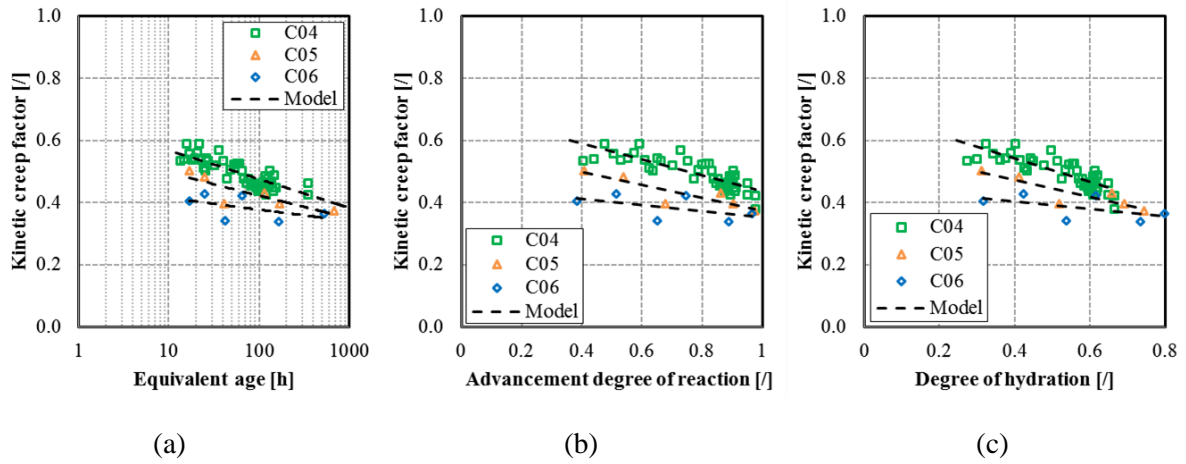 1.0
0.8
0.6
0.4
0.2
0.0
Kinetic creep factor [/]
C04
C05
C06
Model
1 10 100 1000
Equivalent age [h]
(a)
1.0
0.8
0.6
0.4
0.2
0.0
Kinetic creep factor [/]
C04
C05
C06
Model
0 0.2 0.4 0.6 0.8 1
Advancement degree of reaction [/]
(b)
1.0
0.8
0.6
0.4
0.2
0.0
Kinetic creep factor [/]
C04
C05
C06
Model
0 0.2 0.4 0.6 0.8
Degree of hydration [/]
(c)